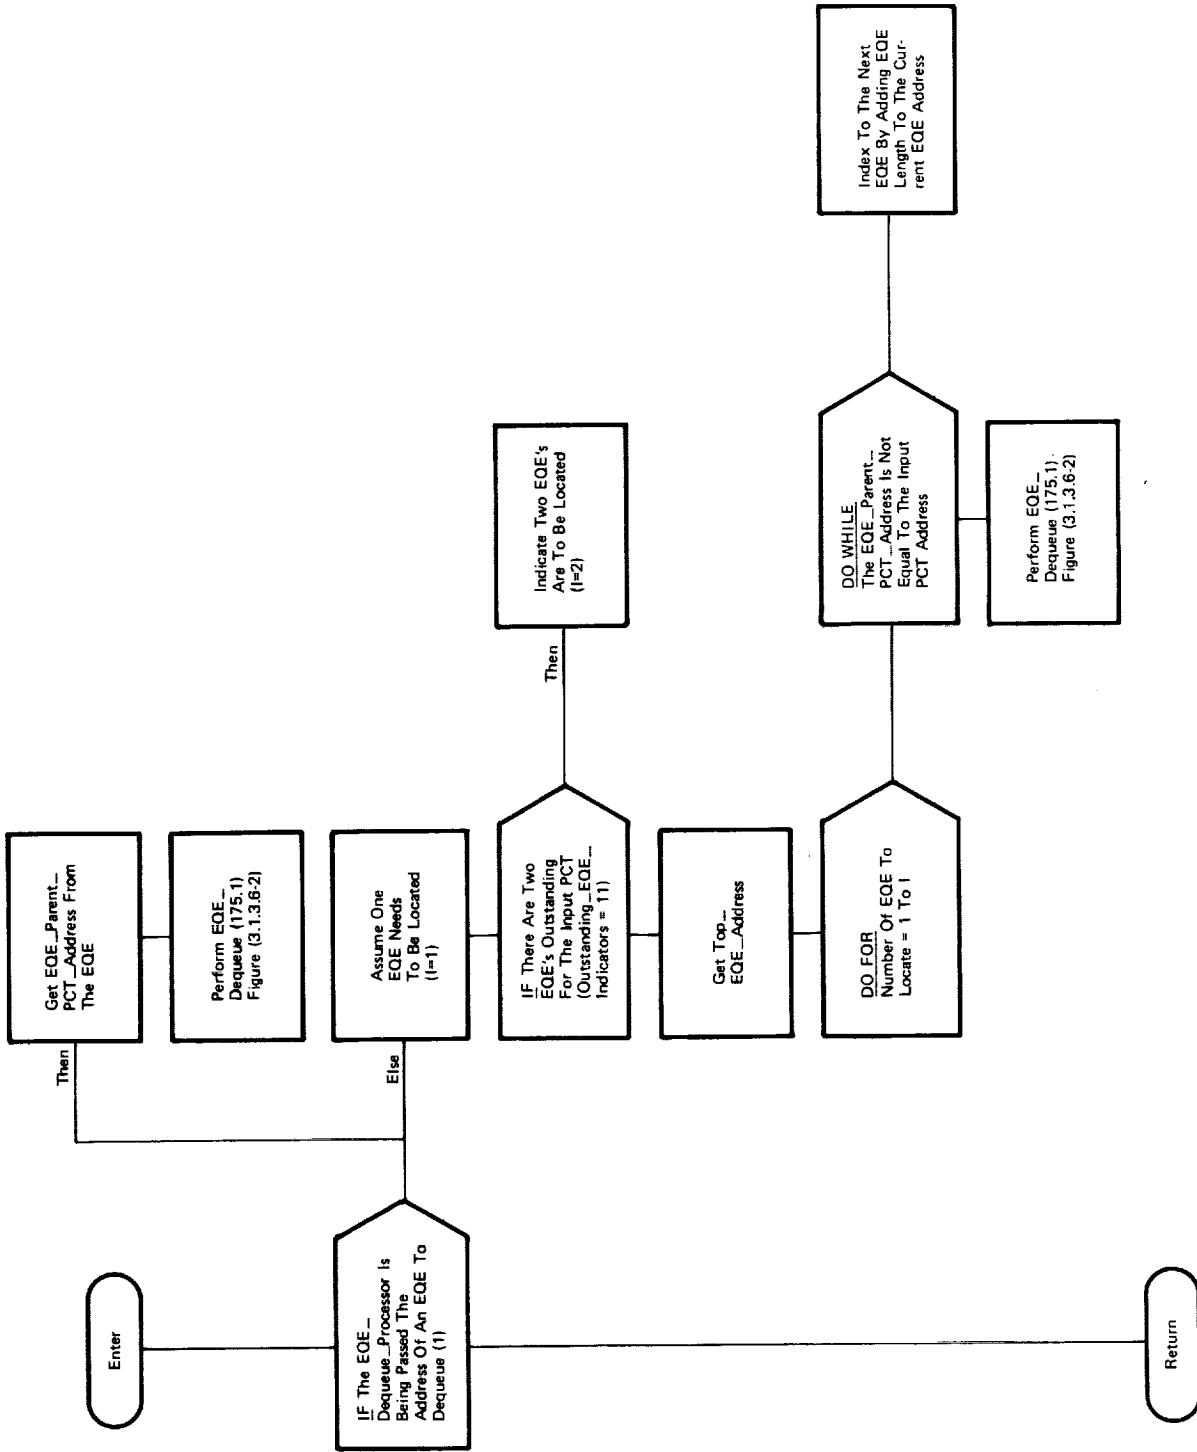 Enter
IF The EQE_
Dequeue_Processor Is
Being Passed The
Address Of An EQE To
Dequeue (1)
Then
Get EQE_Parent_
PCT_Address From
The EQE
Perform EQE_
Dequeue (175.1)
Figure (3.1.3.6-2)
Else
Assume One
EQE Needs
To Be Located
(I=1)
IF There Are Two
EQE's Outstanding
For The Input PCT
(Outstanding_EQE_
Indicators = 11)
Then
Indicate Two EQE's
Are To Be Located
(I=2)
Get Top_
EQE_Address
DO FOR
Number Of EQE To
Locate = 1 To I
DO WHILE
The EQE_Parent_
PCT_Address Is Not
Equal To The Input
PCT Address
Index To The Next
EQE By Adding EQE
Length To The Cur-
rent EQE Address
Perform EQE_
Dequeue (175.1)
Figure (3.1.3.6-2)
Return